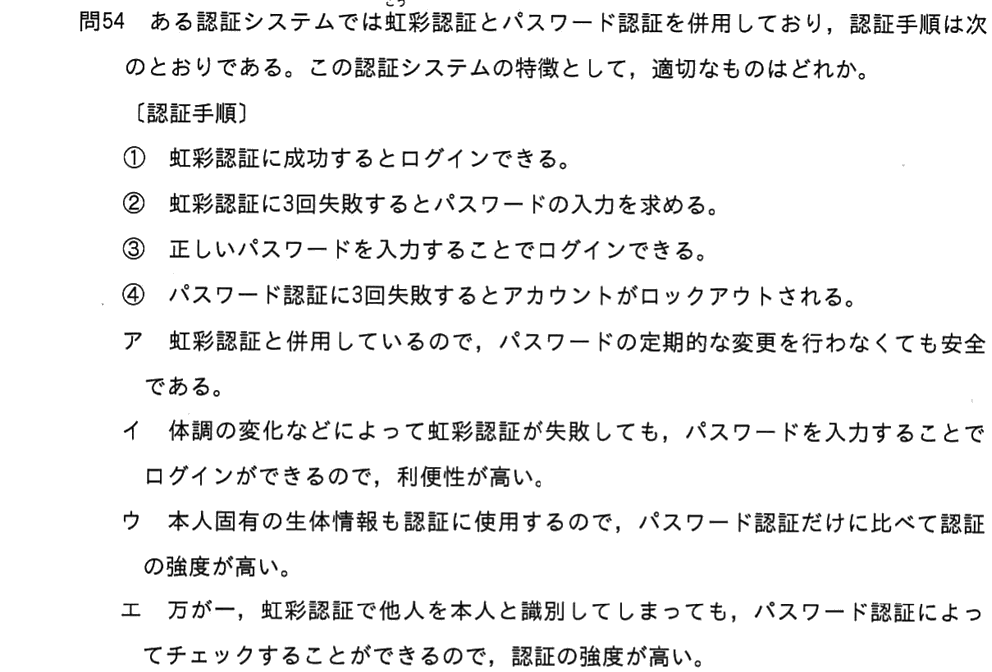 こう
問54 ある認証システムでは虹彩認証とパスワード認証を併用しており，認証手順は次
のとおりである。この認証システムの特徴として，適切なものはどれか。
〔認証手順〕
① 虹彩認証に成功するとログインできる。
② 虹彩認証に3回失敗するとパスワードの入力を求める。
③ 正しいパスワードを入力することでログインできる。
④ パスワード認証に3回失敗するとアカウントがロックアウトされる。
ア 虹彩認証と併用しているので，パスワードの定期的な変更を行わなくても安全
である。
イ 体調の変化などによって虹彩認証が失敗しても，パスワードを入力することで
ログインができるので，利便性が高い。
ウ 本人固有の生体情報も認証に使用するので，パスワード認証だけに比べて認証
の強度が高い。
エ 万が一，虹彩認証で他人を本人と識別してしまっても，パスワード認証によっ
てチェックすることができるので，認証の強度が高い。